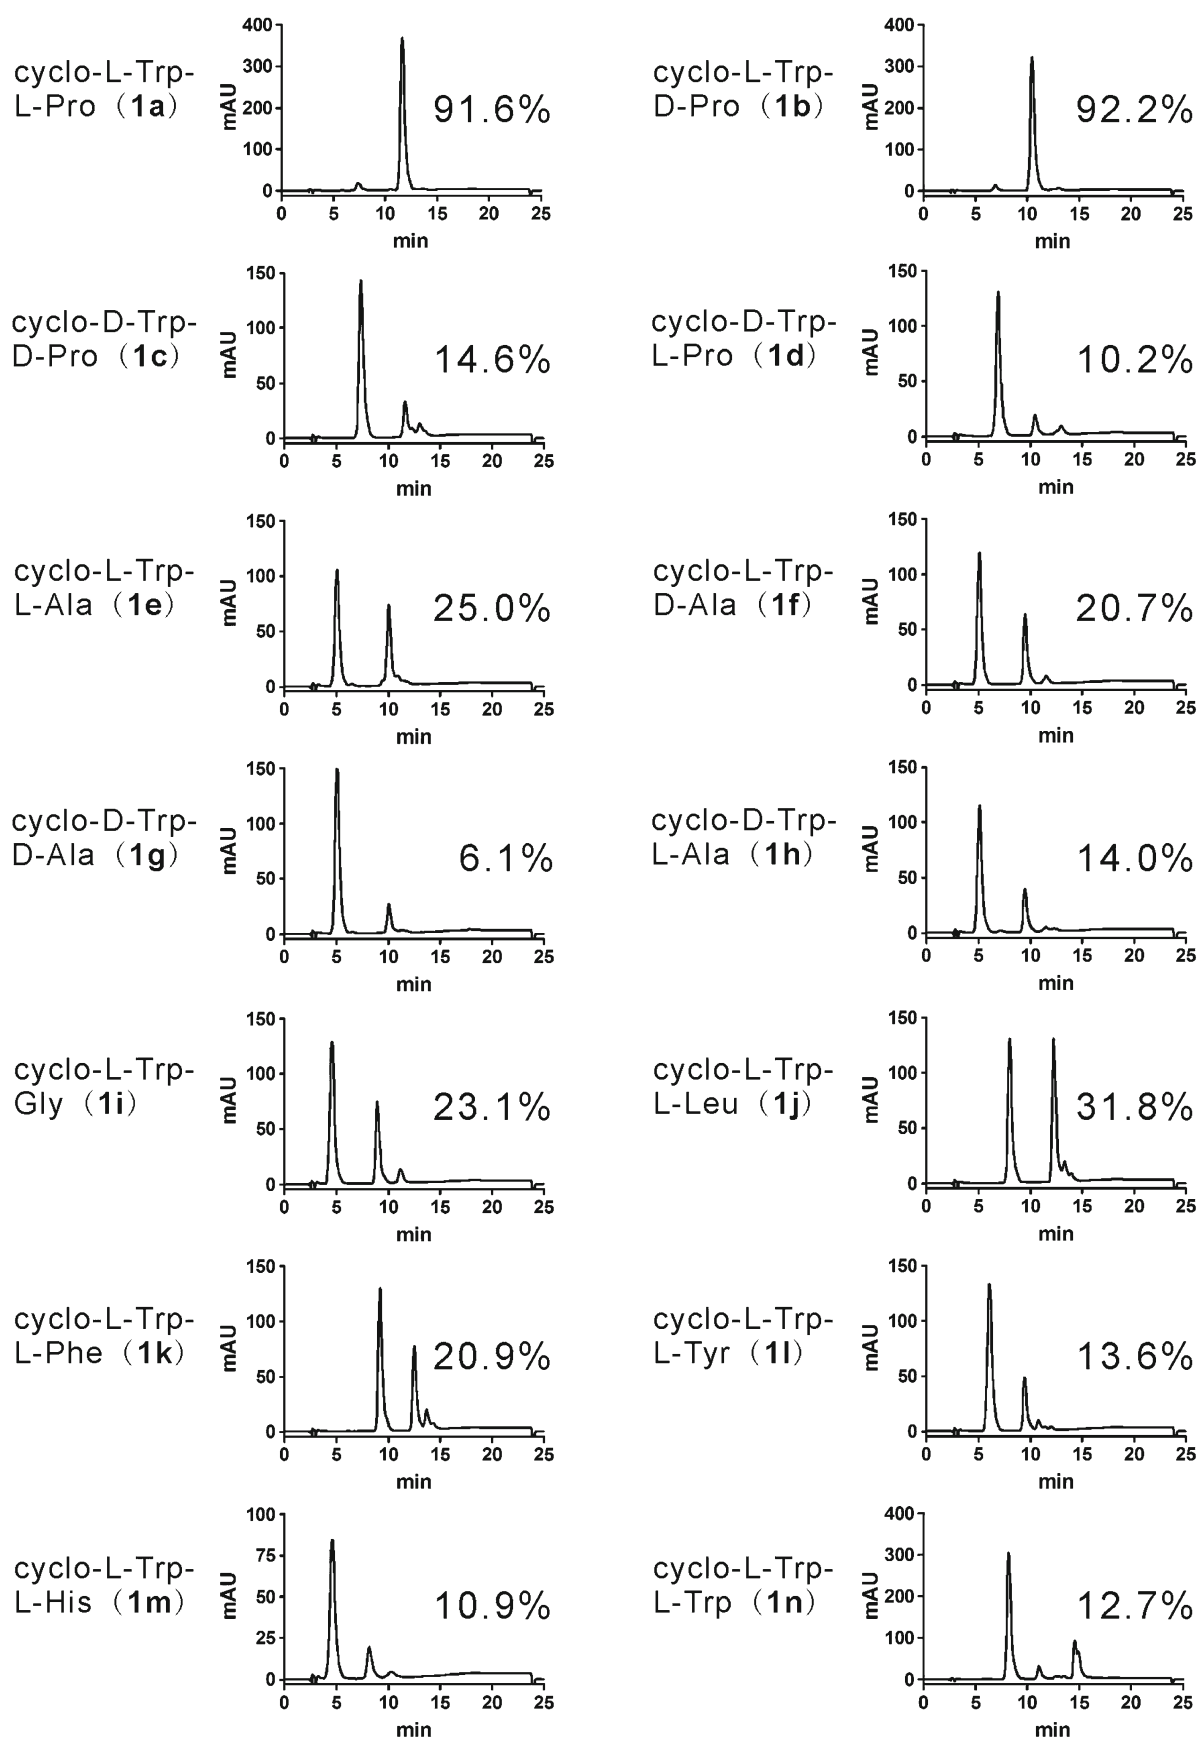 cyclo-L-Trp-
L-Pro (1a)
mAU
400
300
200
100
0
91.6%
0 5 10 15 20 25
min
cyclo-L-Trp-
D-Pro (1b)
mAU
400
300
200
100
0
92.2%
0 5 10 15 20 25
min
cyclo-D-Trp-
D-Pro (1c)
mAU
150
100
50
0
14.6%
0 5 10 15 20 25
min
cyclo-D-Trp-
L-Pro (1d)
mAU
150
100
50
0
10.2%
0 5 10 15 20 25
min
cyclo-L-Trp-
L-Ala (1e)
mAU
150
100
50
0
25.0%
0 5 10 15 20 25
min
cyclo-L-Trp-
D-Ala (1f)
mAU
150
100
50
0
20.7%
0 5 10 15 20 25
min
cyclo-D-Trp-
D-Ala (1g)
mAU
150
100
50
0
6.1%
0 5 10 15 20 25
min
cyclo-D-Trp-
L-Ala (1h)
mAU
150
100
50
0
14.0%
0 5 10 15 20 25
min
cyclo-L-Trp-
Gly (1i)
mAU
150
100
50
0
23.1%
0 5 10 15 20 25
min
cyclo-L-Trp-
L-Leu (1j)
mAU
150
100
50
0
31.8%
0 5 10 15 20 25
min
cyclo-L-Trp-
L-Phe (1k)
mAU
150
100
50
0
20.9%
0 5 10 15 20 25
min
cyclo-L-Trp-
L-Tyr (1l)
mAU
150
100
50
0
13.6%
0 5 10 15 20 25
min
cyclo-L-Trp-
L-His (1m)
mAU
100
75
50
25
0
10.9%
0 5 10 15 20 25
min
cyclo-L-Trp-
L-Trp (1n)
mAU
400
300
200
100
0
12.7%
0 5 10 15 20 25
min